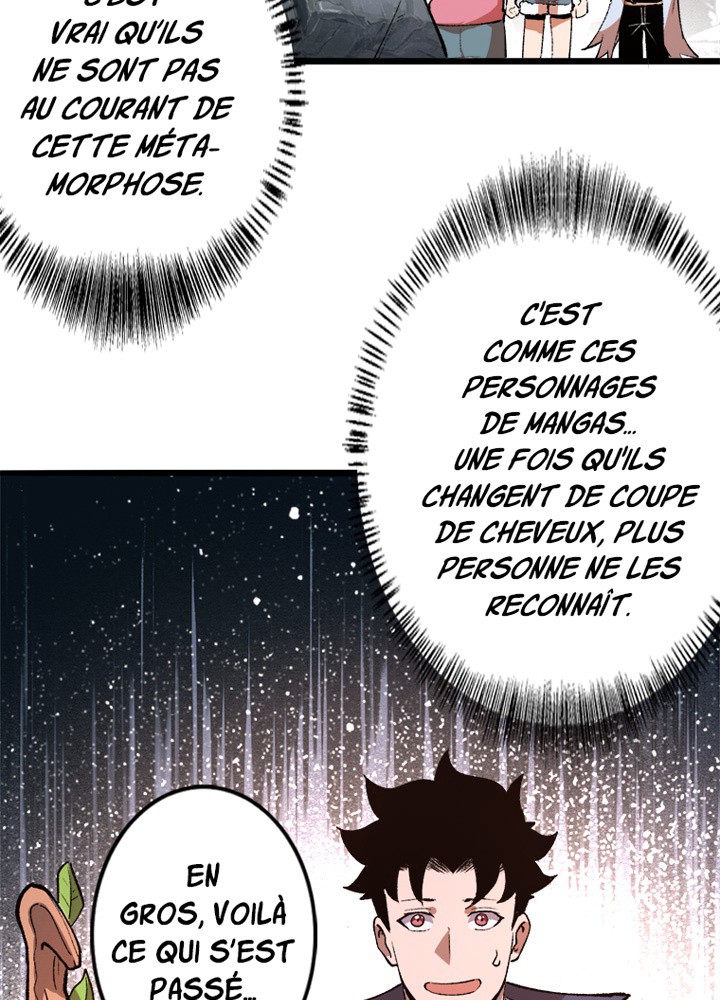 C'EST
VRAI QU'ILS
NE SONT PAS
AU COURANT DE
CETTE MÉTA-
MORPHOSE.
C'EST
COMME CES
PERSONNAGES
DE MANGAS...
UNE FOIS QU'ILS
CHANGENT DE COUPE
DE CHEVEUX, PLUS
PERSONNE NE LES
RECONNAÎT.
EN
GROS, VOILÀ
CE QUI S'EST
PASSÉ...